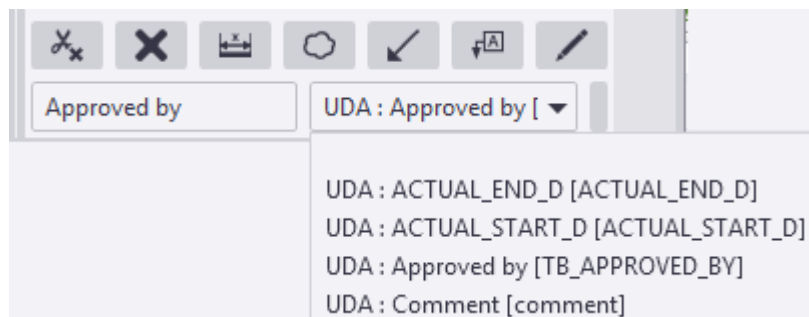 A
Approved by
UDA : Approved by [
UDA : ACTUAL_END_D [ACTUAL_END_D]
UDA : ACTUAL_START_D [ACTUAL_START_D]
UDA : Approved by [TB_APPROVED_BY]
UDA : Comment [comment]